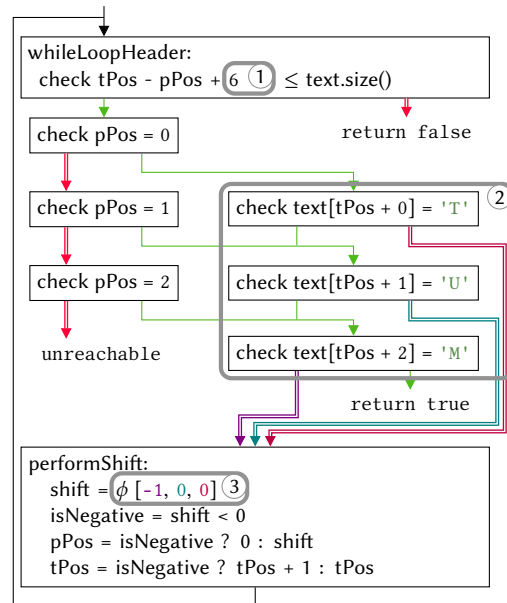 whileLoopHeader:
check tPos - pPos + 6 1 ≤ text.size()
check pPos = 0
return false
check pPos = 1
check text[tPos + 0] = 'T'
2
check pPos = 2
check text[tPos + 1] = 'U'
unreachable
check text[tPos + 2] = 'M'
return true
performShift:
shift = ϕ [-1, 0, 0] 3
isNegative = shift < 0
pPos = isNegative ? 0 : shift
tPos = isNegative ? tPos + 1 : tPos